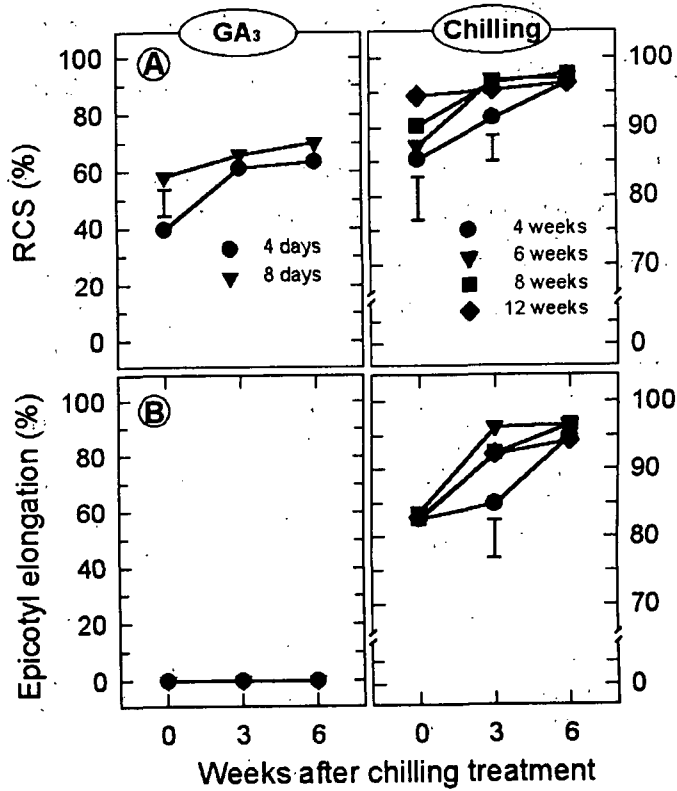 GA₃
Chilling
A
RCS (%)
100
80
60
40
20
0
4 days
8 days
100
90
80
70
0
4 weeks
6 weeks
8 weeks
12 weeks
B
Epicotyl elongation (%)
100
80
60
40
20
0
100
90
80
70
0
0 3 6
0 3 6
Weeks after chilling treatment